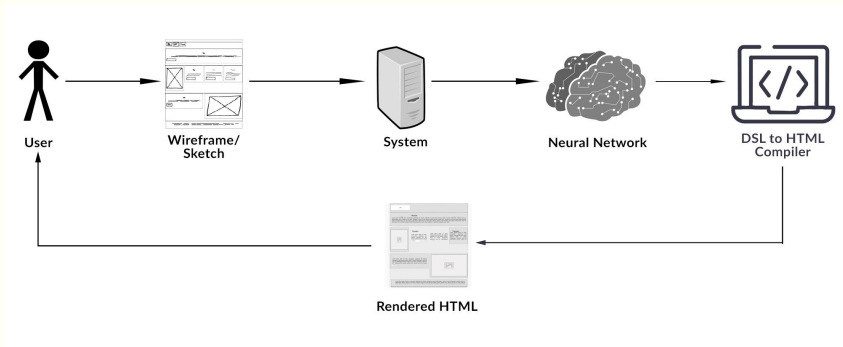 User
Wireframe/
Sketch
System
Neural Network
DSL to HTML
Compiler
Rendered HTML